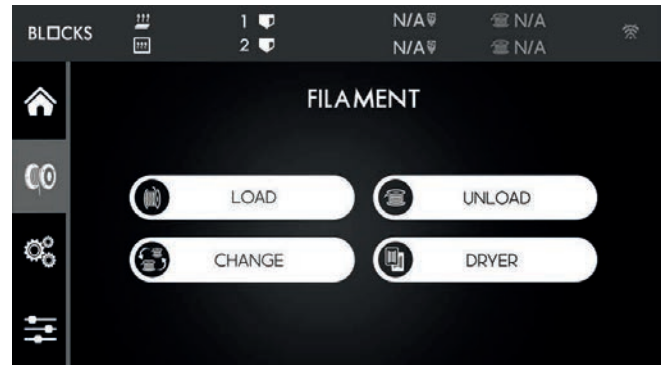 BLOCKS 1 N/A N/A
2 N/A N/A
FILAMENT
LOAD UNLOAD
CHANGE DRYER